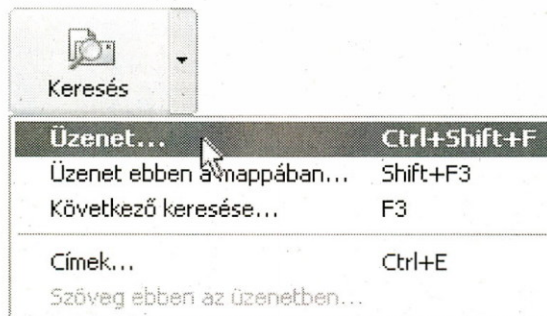 Keresés
Üzenet... Ctrl+Shift+F
Üzenet ebben a mappában... Shift+F3
Következő keresése... F3
Címek... Ctrl+E
Szöveg ebben az üzenetben...